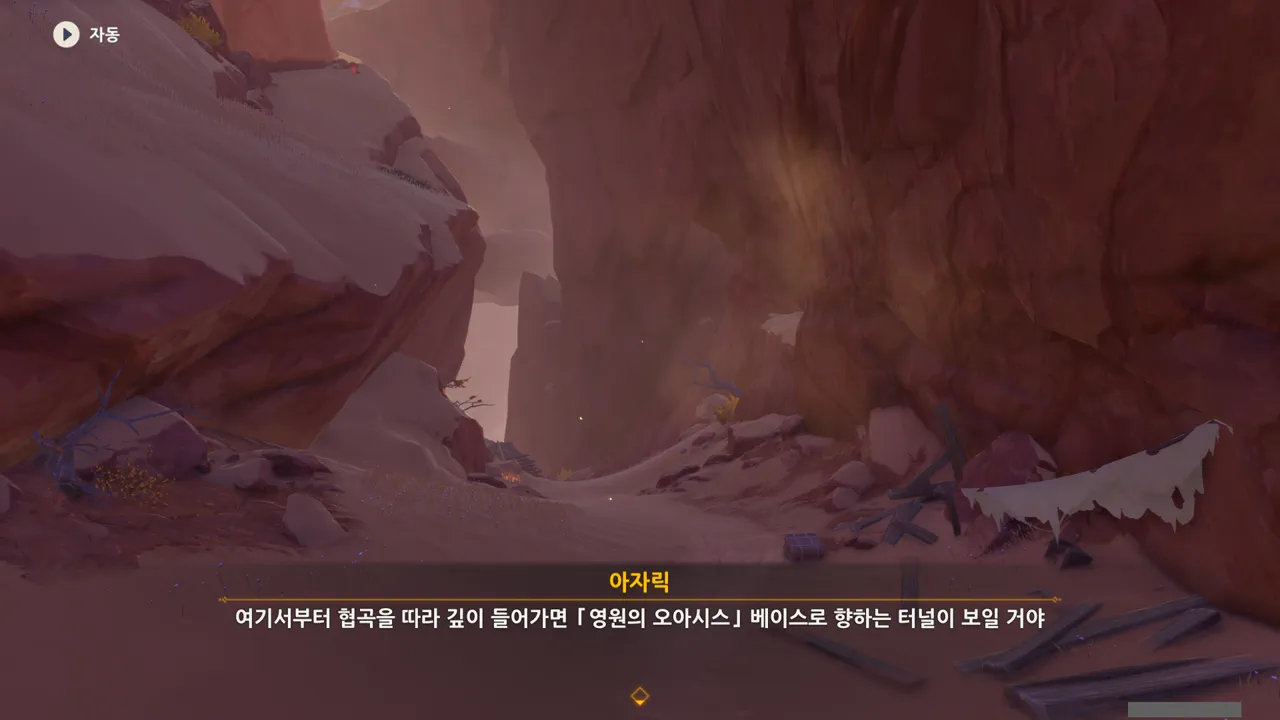 자동
아자릭
여기서부터 협곡을 따라 깊이 들어가면 「영원의 오아시스」 베이스로 향하는 터널이 보일 거야